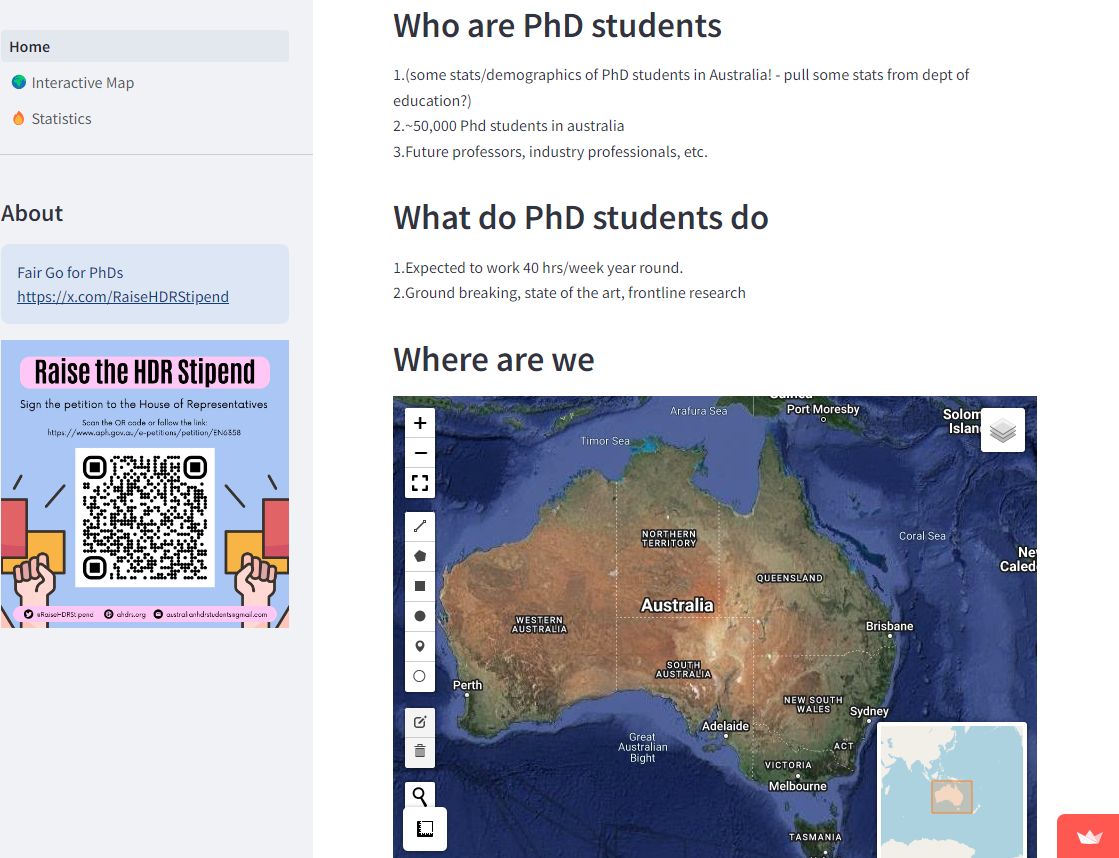 Home
Interactive Map
Statistics
About
Fair Go for PhDs
https://x.com/RaiseHDRStipend
Raise the HDR Stipend
Sign the petition to the House of Representatives
Scan the QR code or follow the link:
https://www.aph.gov.au/e-petitions/petition/EN6358
@RaiseHDRStipend
ahdrs.org
australianhdrstudents@gmail.com
Who are PhD students
1.(some stats/demographics of PhD students in Australia! - pull some stats from dept of
education?)
2.~50,000 Phd students in australia
3.Future professors, industry professionals, etc.
What do PhD students do
1.Expected to work 40 hrs/week year round.
2.Ground breaking, state of the art, frontline research
Where are we
Arafura Sea
Port Moresby
Timor Sea
Coral Sea
NORTHERN
TERRITORY
QUEENSLAND
Australia
WESTERN
AUSTRALIA
Brisbane
SOUTH
AUSTRALIA
Perth
NEW SOUTH
WALES
Sydney
Adelaide
Great
Australian
Bight
ACT
VICTORIA
Melbourne
TASMANIA